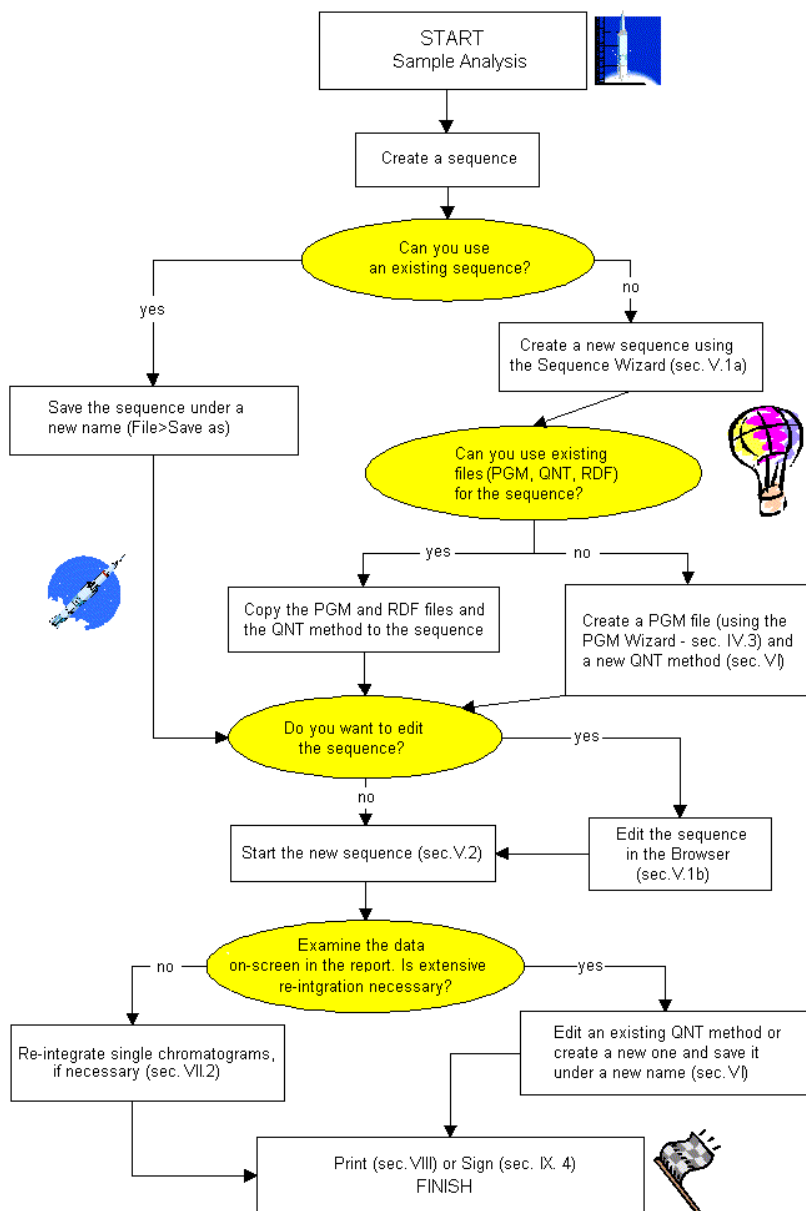 START
Sample Analysis
Create a sequence
Can you use
an existing sequence?
yes
no
Create a new sequence using
the Sequence Wizard (sec. V.1a)
Save the sequence under a
new name (File>Save as)
Can you use existing
files (PGM, QNT, RDF)
for the sequence?
yes
no
Copy the PGM and RDF files and
the QNT method to the sequence
Create a PGM file (using the
PGM Wizard - sec. IV.3) and
a new QNT method (sec. VI)
Do you want to edit
the sequence?
yes
no
Start the new sequence (sec.V.2)
Edit the sequence
in the Browser
(sec.V.1b)
Examine the data
on-screen in the report. Is extensive
re-intgration necessary?
no
yes
Re-integrate single chromatograms,
if necessary (sec. VII.2)
Edit an existing QNT method or
create a new one and save it
under a new name (sec. VI)
Print (sec. VIII) or Sign (sec. IX. 4)
FINISH